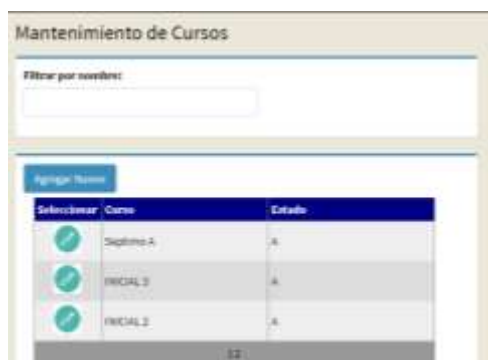 Mantenimiento de Cursos
Filtrar por nombre:
Agregar Nuevo
Seleccionar Curso Estado
Septimo A A
INICIAL 3 A
INICIAL 2 A
1 2